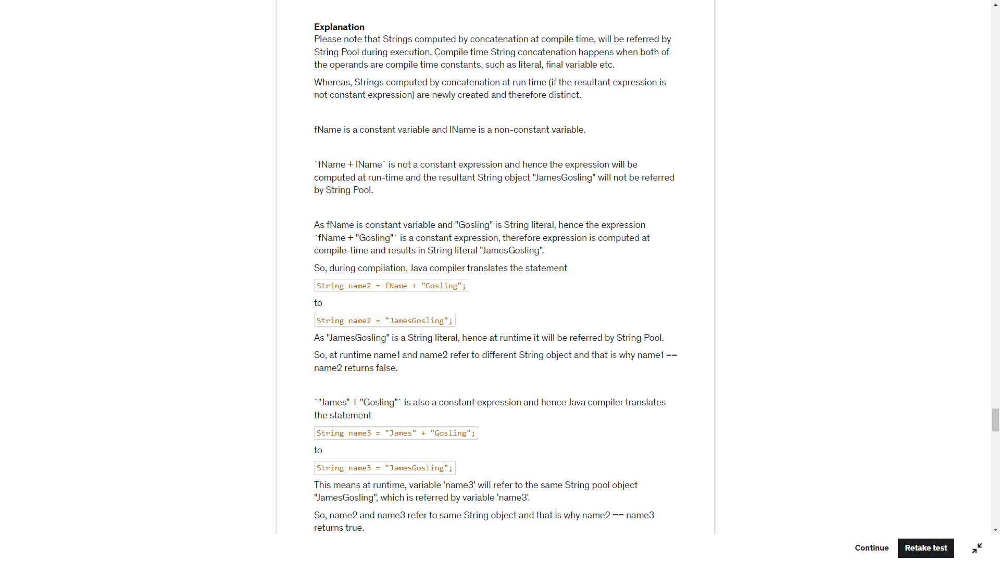 Explanation
Please note that Strings computed by concatenation at compile time, will be referred by
String Pool during execution. Compile time String concatenation happens when both of
the operands are compile time constants, such as literal, final variable etc.
Whereas, Strings computed by concatenation at run time (if the resultant expression is
not constant expression) are newly created and therefore distinct.
fName is a constant variable and lName is a non-constant variable.
`fName + lName` is not a constant expression and hence the expression will be
computed at run-time and the resultant String object "JamesGosling" will not be referred
by String Pool.
As fName is constant variable and "Gosling" is String literal, hence the expression
`fName + "Gosling"` is a constant expression, therefore expression is computed at
compile-time and results in String literal "JamesGosling".
So, during compilation, Java compiler translates the statement
String name2 = fName + "Gosling";
to
String name2 = "JamesGosling";
As "JamesGosling" is a String literal, hence at runtime it will be referred by String Pool.
So, at runtime name1 and name2 refer to different String object and that is why name1 ==
name2 returns false.
`"James" + "Gosling"` is also a constant expression and hence Java compiler translates
the statement
String name3 = "James" + "Gosling";
to
String name3 = "JamesGosling";
This means at runtime, variable 'name3' will refer to the same String pool object
"JamesGosling", which is referred by variable 'name3'.
So, name2 and name3 refer to same String object and that is why name2 == name3
returns true.
Continue
Retake test